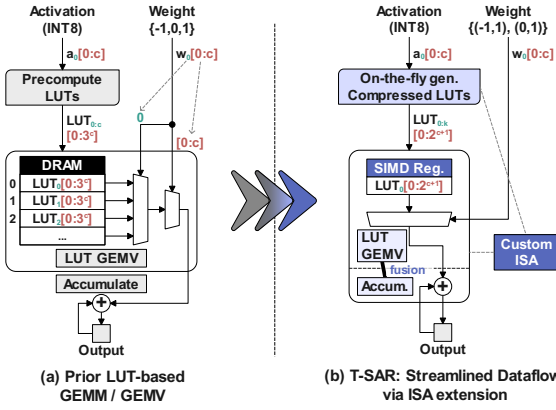 Activation
(INT8)
Weight
{-1,0,1}
a₀[0:c]
w₀[0:c]
Precompute
LUTs
0
LUT₀:c
[0:3ᶜ]
[0:c]
DRAM
0 LUT₀[0:3ᶜ]
1 LUT₁[0:3ᶜ]
2 LUT₂[0:3ᶜ]
...
LUT GEMV
Accumulate
Output
(a) Prior LUT-based
GEMM / GEMV
Activation
(INT8)
Weight
{(-1,1), (0,1)}
a₀[0:c]
w₀[0:c]
On-the-fly gen.
Compressed LUTs
LUT₀:k
[0:2ᶜ⁺¹]
SIMD Reg.
LUT₀[0:2ᶜ⁺¹]
LUT
GEMV
fusion
Accum.
Custom
ISA
Output
(b) T-SAR: Streamlined Dataflow
via ISA extension